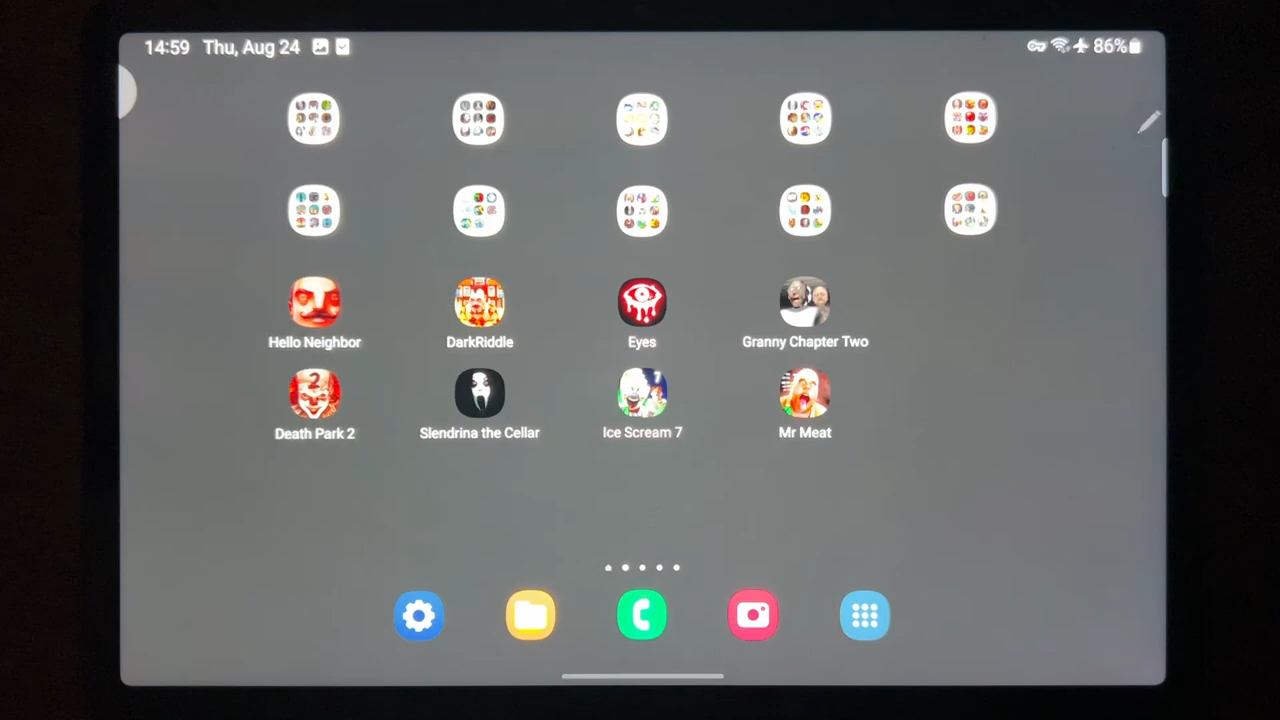 14:59 Thu, Aug 24 86%
Hello Neighbor DarkRiddle Eyes Granny Chapter Two
2
Death Park 2 Slendrina the Cellar Ice Scream 7 Mr Meat